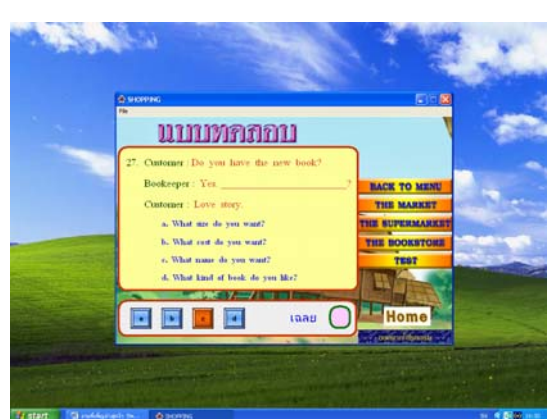 SHOPPING
File
แบบทดสอบ
27. Customer : Do you have the new book?
Bookeeper : Yes. ____________________?
Customer : Love story.
a. What size do you want?
b. What cost do you want?
c. What name do you want?
d. What kind of book do you like?
BACK TO MENU
THE MARKET
THE SUPERMARKET
THE BOOKSTORE
TEST
a b c d เฉลย
Home
start
SHOPPING